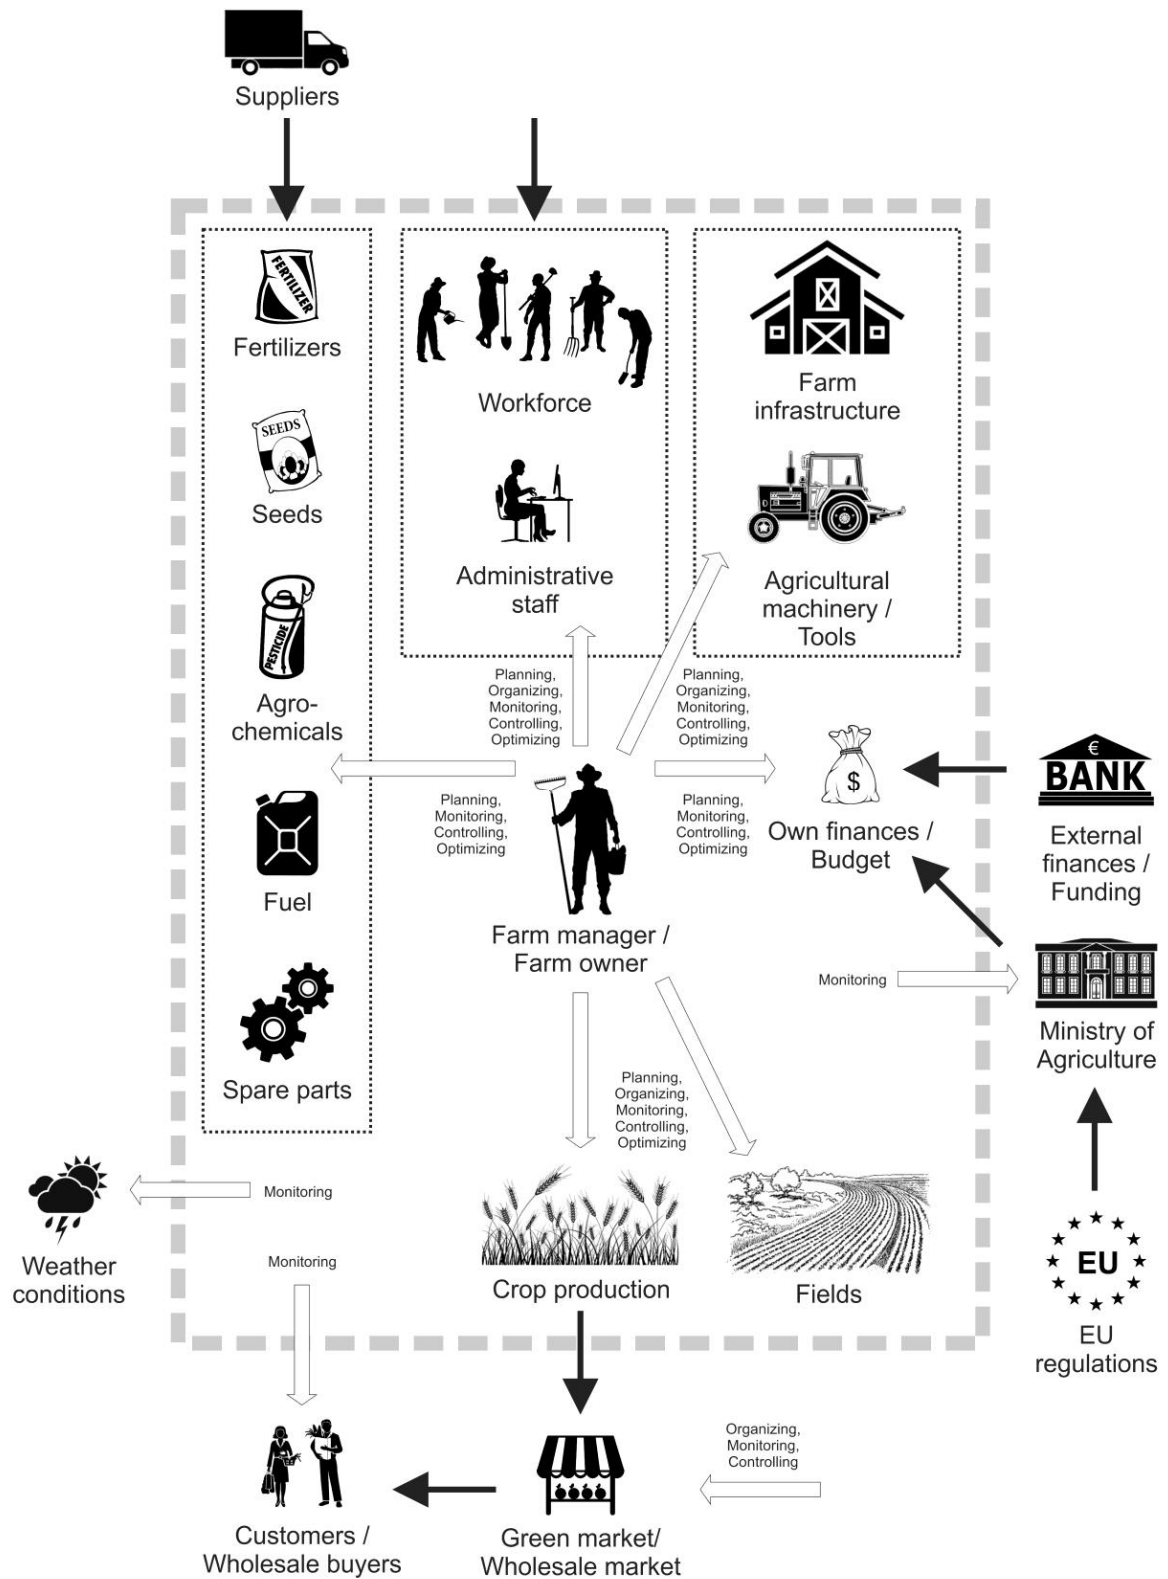 Suppliers
FERTILIZER
Fertilizers
SEEDS
Seeds
PESTICIDE
Agro-
chemicals
Fuel
Spare parts
Workforce
Administrative
staff
Farm
infrastructure
Agricultural
machinery /
Tools
Planning,
Organizing,
Monitoring,
Controlling,
Optimizing
Planning,
Organizing,
Monitoring,
Controlling,
Optimizing
Planning,
Monitoring,
Controlling,
Optimizing
Planning,
Monitoring,
Controlling,
Optimizing
$
Own finances /
Budget
€
BANK
External
finances /
Funding
Farm manager /
Farm owner
Monitoring
Ministry of
Agriculture
Planning,
Organizing,
Monitoring,
Controlling,
Optimizing
Monitoring
Weather
conditions
Monitoring
Crop production
Fields
EU
EU
regulations
Organizing,
Monitoring,
Controlling
Customers /
Wholesale buyers
Green market/
Wholesale market